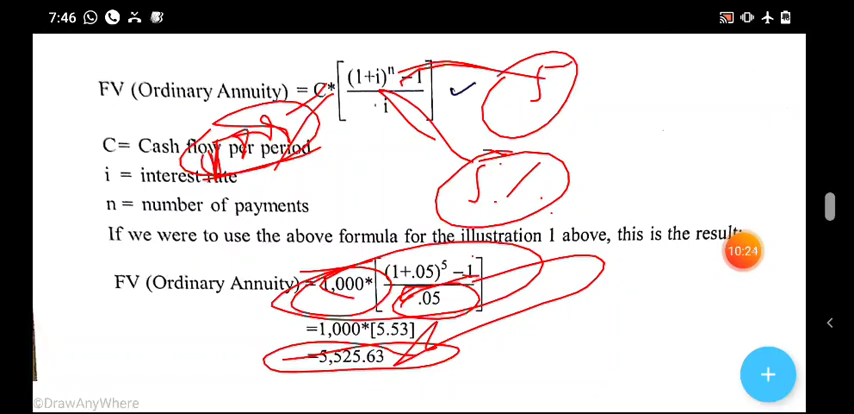 7:46
FV (Ordinary Annuity) = C* [ (1+i)ⁿ –1 / i ]
5
C= Cash flow per period
i = interest rate
5.%
n = number of payments
If we were to use the above formula for the illustration 1 above, this is the result:
10:24
FV (Ordinary Annuity) = 1,000* [ (1+.05)⁵ –1 / .05 ]
=1,000*[5.53]
=5,525.63
©DrawAnyWhere